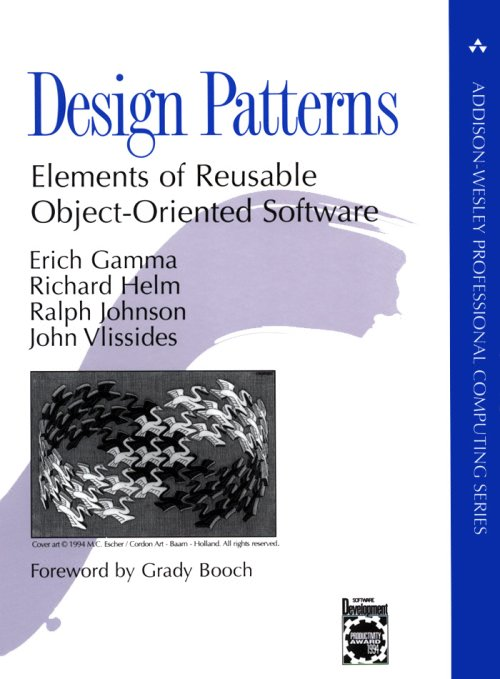 Design Patterns
Elements of Reusable
Object-Oriented Software
Erich Gamma
Richard Helm
Ralph Johnson
John Vlissides
Cover art © 1994 M.C. Escher / Cordon Art - Baarn - Holland. All rights reserved.
Foreword by Grady Booch
SOFTWARE
Development
PRODUCTIVITY
AWARD
1994
ADDISON-WESLEY PROFESSIONAL COMPUTING SERIES